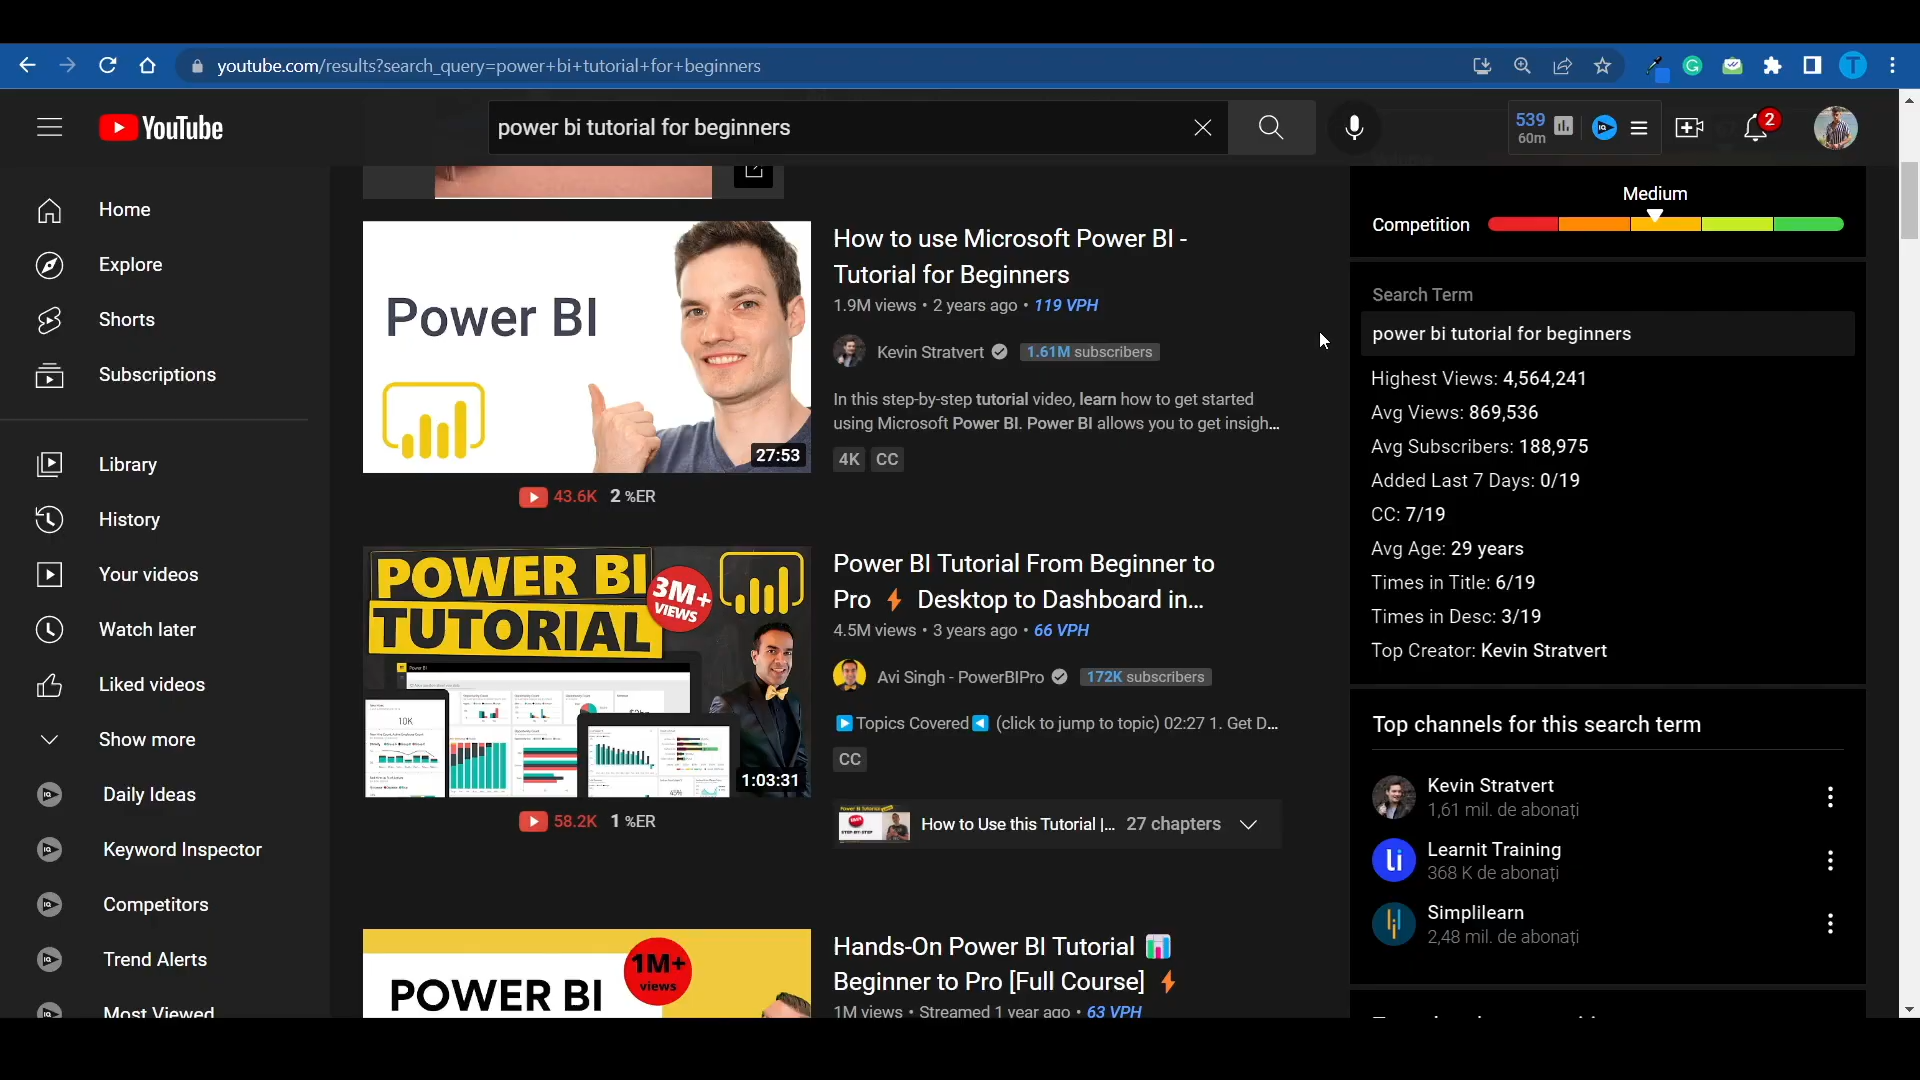 youtube.com/results?search_query=power+bi+tutorial+for+beginners
T
YouTube
power bi tutorial for beginners
539
60m
2
Home
Explore
Shorts
Subscriptions
Library
History
Your videos
Watch later
Liked videos
Show more
Daily Ideas
Keyword Inspector
Competitors
Trend Alerts
Most Viewed
Power BI
27:53
43.6K 2 %ER
How to use Microsoft Power BI -
Tutorial for Beginners
1.9M views • 2 years ago • 119 VPH
Kevin Stratvert 1.61M subscribers
In this step-by-step tutorial video, learn how to get started
using Microsoft Power BI. Power BI allows you to get insigh...
4K CC
POWER BI
TUTORIAL
3M+
VIEWS
Power BI
10K
45%
1:03:31
58.2K 1 %ER
Power BI Tutorial From Beginner to
Pro ⚡ Desktop to Dashboard in...
4.5M views • 3 years ago • 66 VPH
Avi Singh - PowerBIPro 172K subscribers
Topics Covered (click to jump to topic) 02:27 1. Get D...
CC
How to Use this Tutorial |... 27 chapters
POWER BI
1M+
views
Hands-On Power BI Tutorial 📊
Beginner to Pro [Full Course] ⚡
1M views • Streamed 1 year ago • 63 VPH
Medium
Competition
Search Term
power bi tutorial for beginners
Highest Views: 4,564,241
Avg Views: 869,536
Avg Subscribers: 188,975
Added Last 7 Days: 0/19
CC: 7/19
Avg Age: 29 years
Times in Title: 6/19
Times in Desc: 3/19
Top Creator: Kevin Stratvert
Top channels for this search term
Kevin Stratvert
1,61 mil. de abonați
Learnit Training
368 K de abonați
Simplilearn
2,48 mil. de abonați